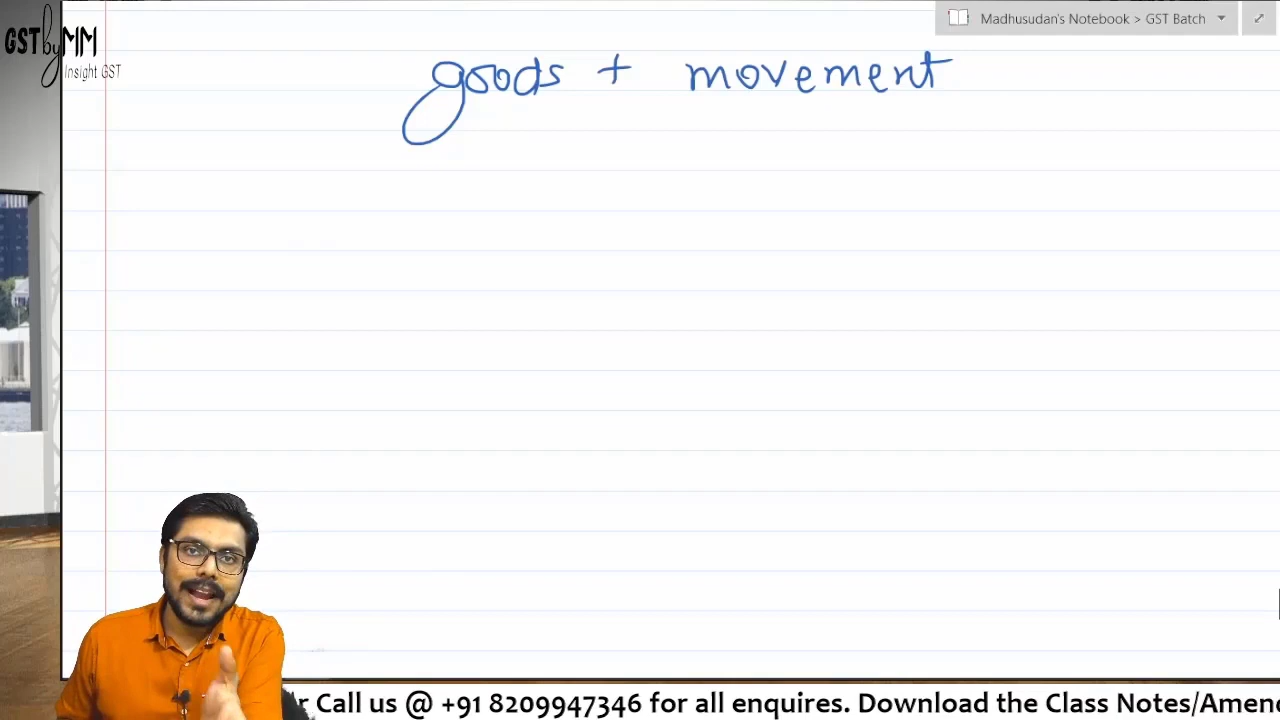 GST by MM
Insight GST
Madhusudan's Notebook > GST Batch
goods + movement
r Call us @ +91 8209947346 for all enquires. Download the Class Notes/Amen